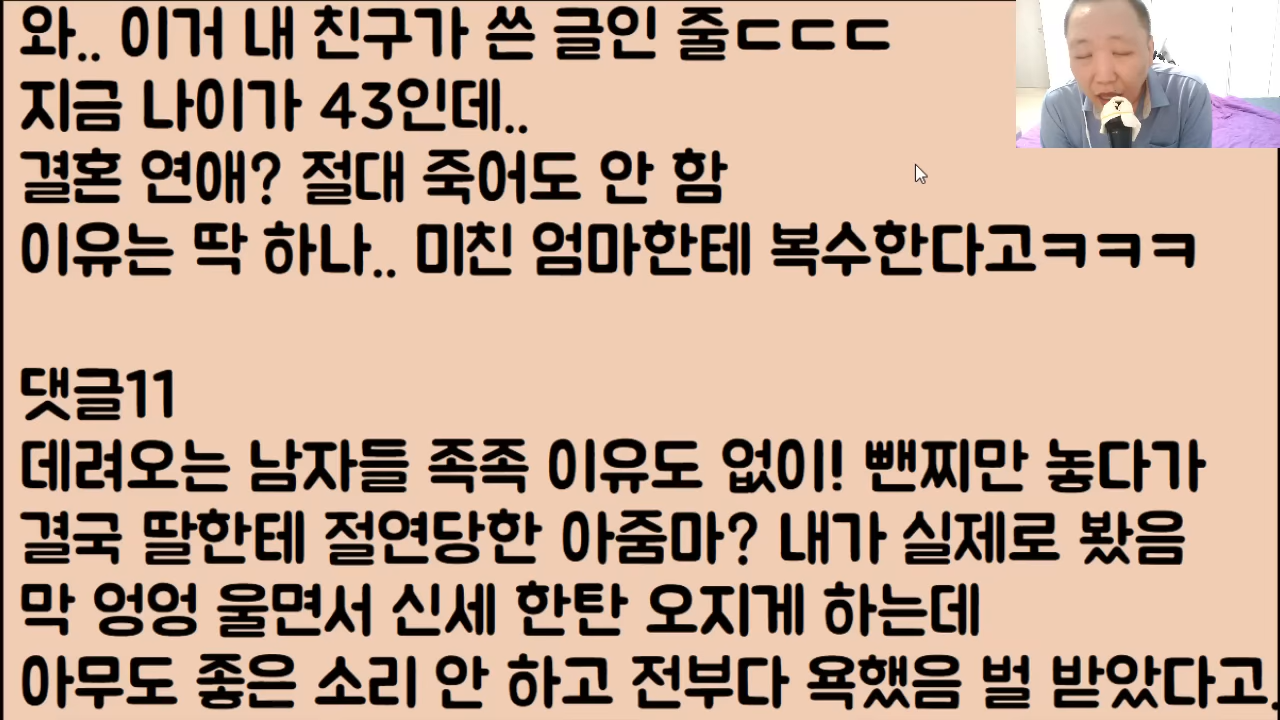 와.. 이거 내 친구가 쓴 글인 줄ㄷㄷㄷ
지금 나이가 43인데..
결혼 연애? 절대 죽어도 안 함
이유는 딱 하나.. 미친 엄마한테 복수한다고ㅋㅋㅋ
댓글11
데려오는 남자들 족족 이유도 없이! 뺀찌만 놓다가
결국 딸한테 절연당한 아줌마? 내가 실제로 봤음
막 엉엉 울면서 신세 한탄 오지게 하는데
아무도 좋은 소리 안 하고 전부다 욕했음 벌 받았다고.